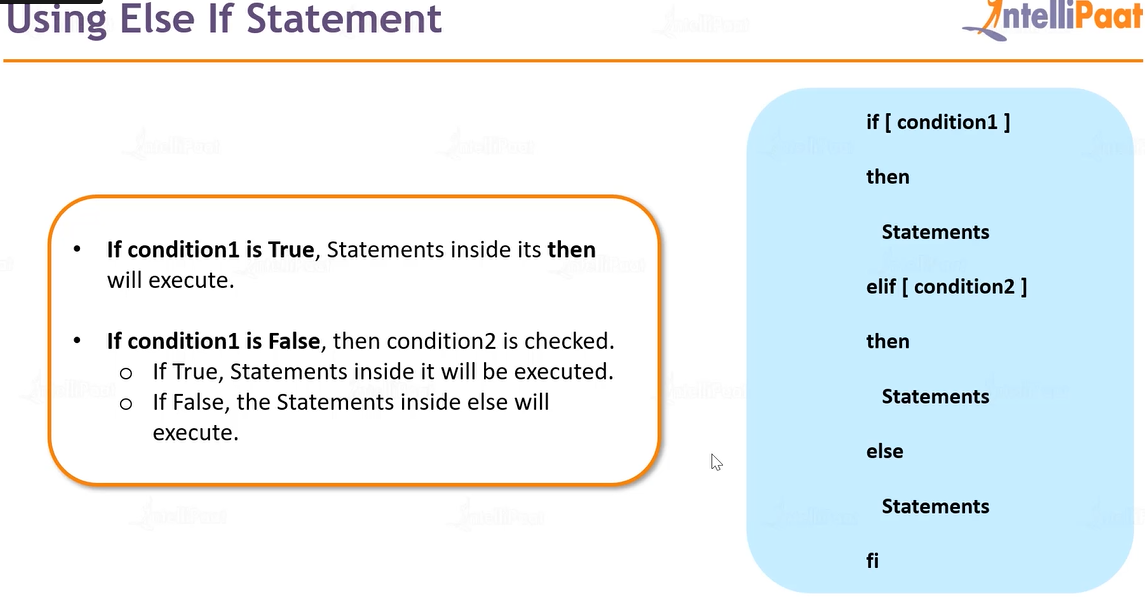 Using Else If Statement
IntelliPaat
• If condition1 is True, Statements inside its then
will execute.
• If condition1 is False, then condition2 is checked.
o If True, Statements inside it will be executed.
o If False, the Statements inside else will
execute.
if [ condition1 ]
then
Statements
elif [ condition2 ]
then
Statements
else
Statements
fi